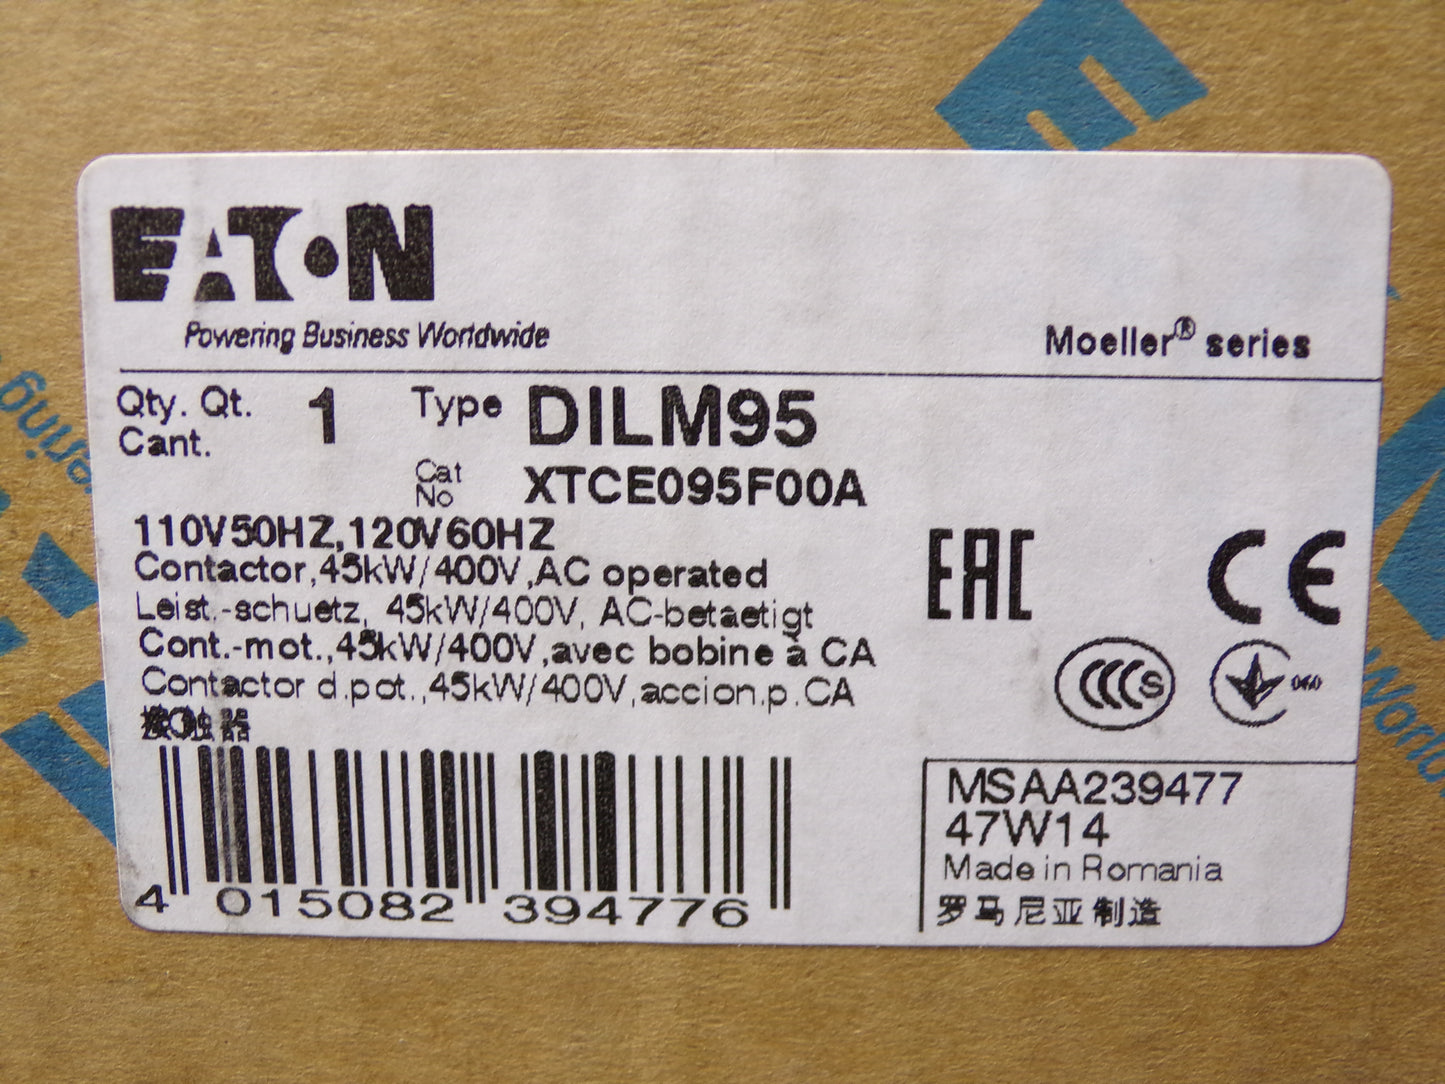 EATON
Powering Business Worldwide
Moeller® series
Qty. Qt. 1 Type DILM95
Cant.
Cat No XTCE095F00A
110V50HZ,120V60HZ
Contactor,45kW/400V,AC operated
Leist.-schuetz, 45kW/400V, AC-betaetigt
Cont.-mot.,45kW/400V,avec bobine à CA
Contactor d.pot.,45kW/400V,accion.p.CA
接触器
EAC CE
CCC S
060
4 015082 394776
MSAA239477
47W14
Made in Romania
罗马尼亚制造